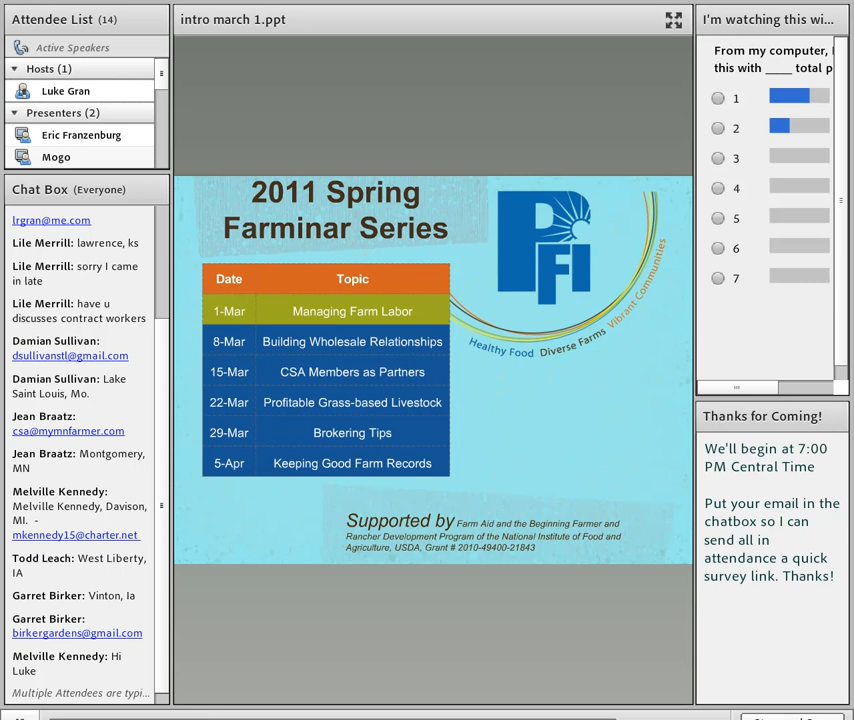 Attendee List (14)
Active Speakers
Hosts (1)
Luke Gran
Presenters (2)
Eric Franzenburg
Mogo
Chat Box (Everyone)
lrgran@me.com
Lile Merrill: lawrence, ks
Lile Merrill: sorry I came
in late
Lile Merrill: have u
discusses contract workers
Damian Sullivan:
dsullivanstl@gmail.com
Damian Sullivan: Lake
Saint Louis, Mo.
Jean Braatz:
csa@mymnfarmer.com
Jean Braatz: Montgomery,
MN
Melville Kennedy:
Melville Kennedy, Davison,
MI. -
mkennedy15@charter.net
Todd Leach: West Liberty,
IA
Garret Birker: Vinton, Ia
Garret Birker:
birkergardens@gmail.com
Melville Kennedy: Hi
Luke
Multiple Attendees are typi...
intro march 1.ppt
2011 Spring
Farminar Series
Date Topic
1-Mar Managing Farm Labor
8-Mar Building Wholesale Relationships
15-Mar CSA Members as Partners
22-Mar Profitable Grass-based Livestock
29-Mar Brokering Tips
5-Apr Keeping Good Farm Records
PFI
Healthy Food Diverse Farms Vibrant Communities
Supported by Farm Aid and the Beginning Farmer and
Rancher Development Program of the National Institute of Food and
Agriculture, USDA, Grant # 2010-49400-21843
I'm watching this wi...
From my computer,
this with ____ total p
1
2
3
4
5
6
7
Thanks for Coming!
We'll begin at 7:00
PM Central Time
Put your email in the
chatbox so I can
send all in
attendance a quick
survey link. Thanks!